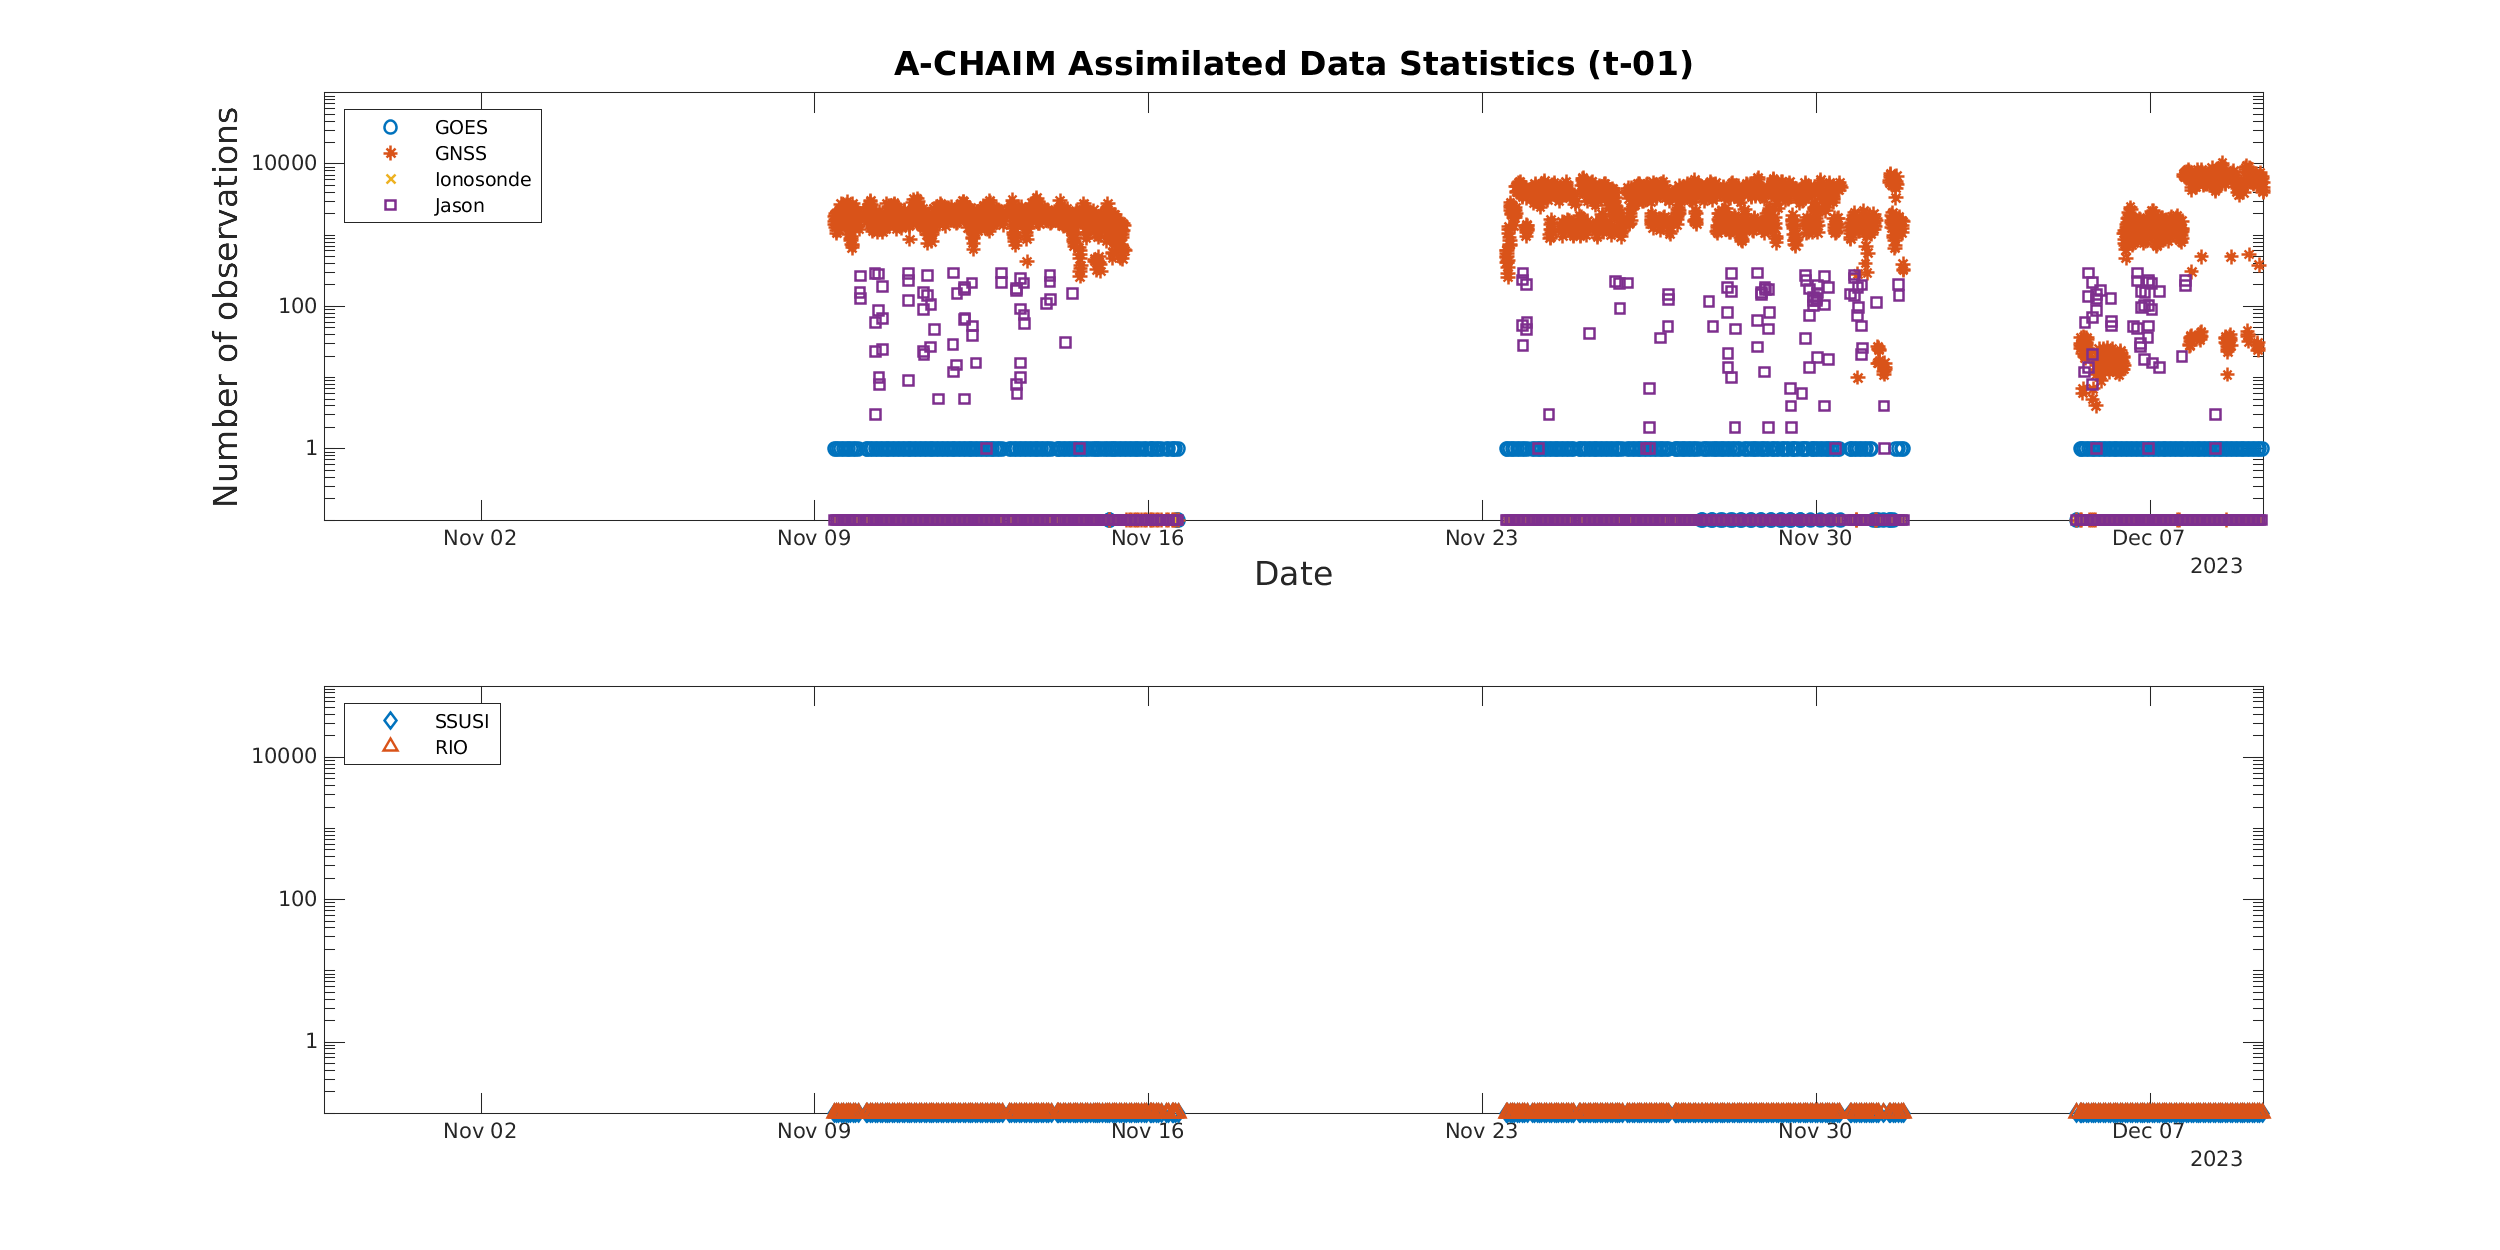 A-CHAIM Assimilated Data Statistics (t-01)
Number of observations
10000
100
1
GOES
GNSS
Ionosonde
Jason
Nov 02
Nov 09
Nov 16
Nov 23
Nov 30
Dec 07
2023
Date
10000
100
1
SSUSI
RIO
Nov 02
Nov 09
Nov 16
Nov 23
Nov 30
Dec 07
2023